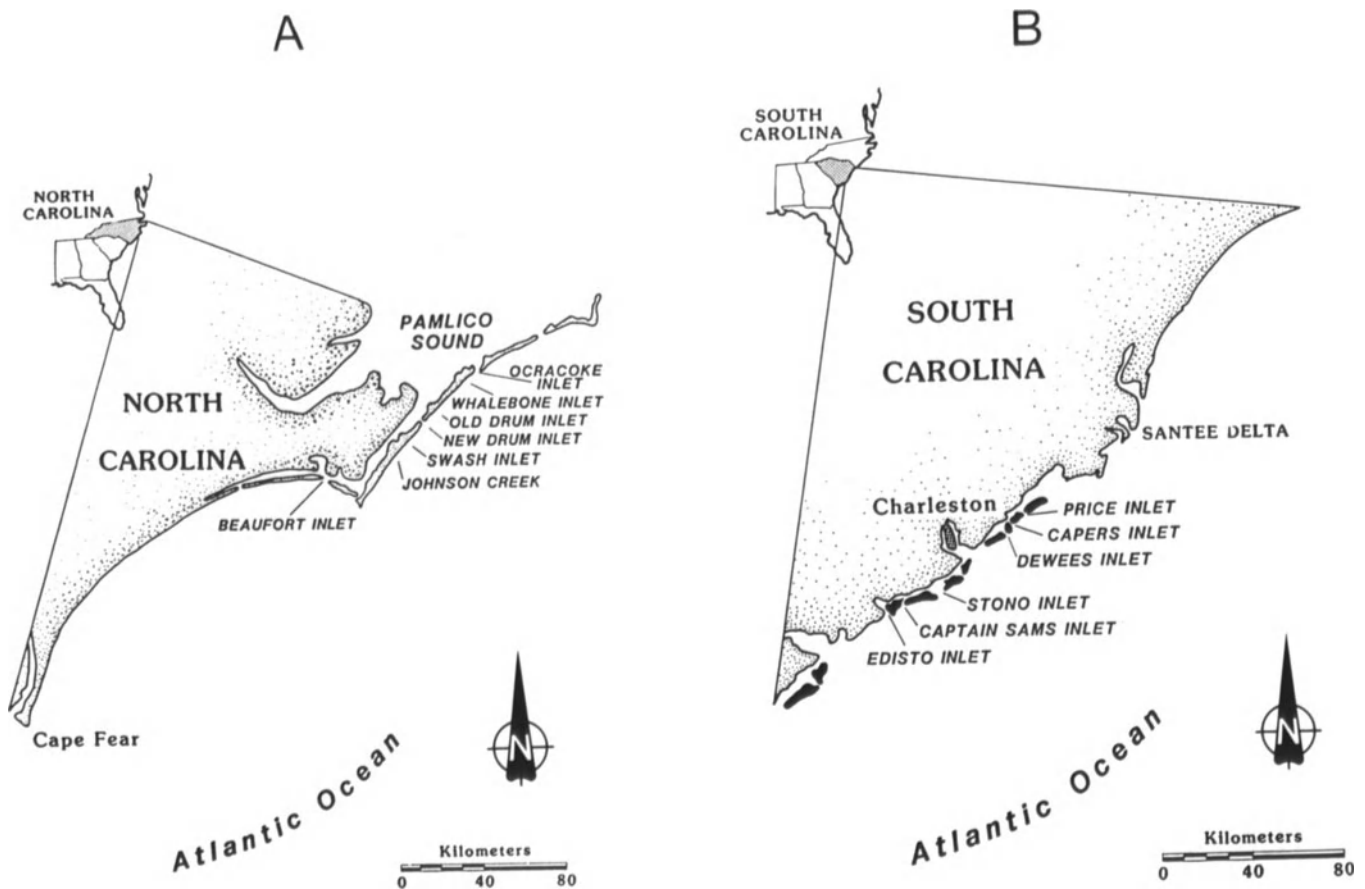 A
NORTH
CAROLINA
PAMLICO
SOUND
OCRACOKE
INLET
WHALEBONE INLET
OLD DRUM INLET
NEW DRUM INLET
SWASH INLET
JOHNSON CREEK
NORTH
CAROLINA
BEAUFORT INLET
Cape Fear
N
Atlantic Ocean
Kilometers
0 40 80
B
SOUTH
CAROLINA
SOUTH
CAROLINA
SANTEE DELTA
Charleston
PRICE INLET
CAPERS INLET
DEWEES INLET
STONO INLET
CAPTAIN SAMS INLET
EDISTO INLET
N
Atlantic Ocean
Kilometers
0 40 80